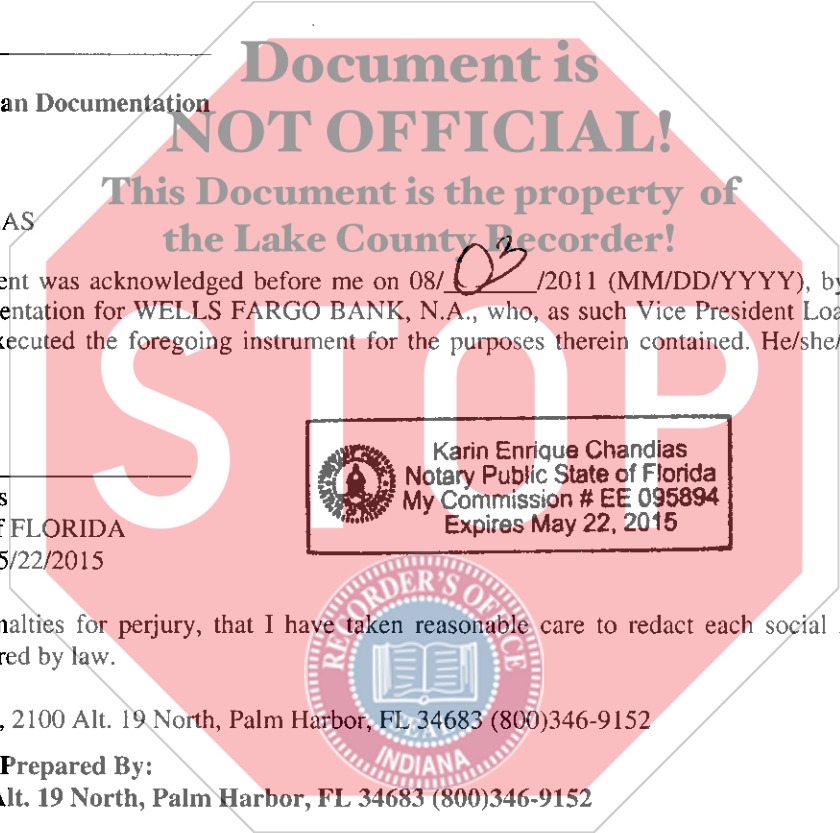 Document is
an Documentation
NOT OFFICIAL!
This Document is the property of
AS
the Lake County Recorder!
ent was acknowledged before me on 08/03/2011 (MM/DD/YYYY), by
entation for WELLS FARGO BANK, N.A., who, as such Vice President Loa
xecuted the foregoing instrument for the purposes therein contained. He/she/
STOP
Karin Enrique Chandias
Notary Public State of Florida
My Commission # EE 095894
Expires May 22, 2015
s
f FLORIDA
5/22/2015
RECORDER'S OFFICE
nalties for perjury, that I have taken reasonable care to redact each social
red by law.
, 2100 Alt. 19 North, Palm Harbor, FL 34683 (800)346-9152
LAKE
INDIANA
Prepared By:
Alt. 19 North, Palm Harbor, FL 34683 (800)346-9152